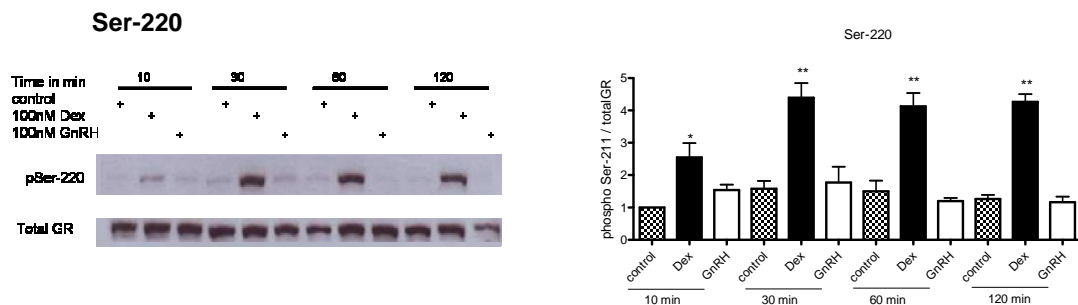 Ser-220
Time in min 10 30 60 120
control + + + +
100nM Dex + + + +
100nM GnRH + + + +
pSer-220
Total GR
Ser-220
phospho Ser-211 / totalGR
5
4
3
2
1
0
* ** ** **
control Dex GnRH control Dex GnRH control Dex GnRH control Dex GnRH
10 min 30 min 60 min 120 min